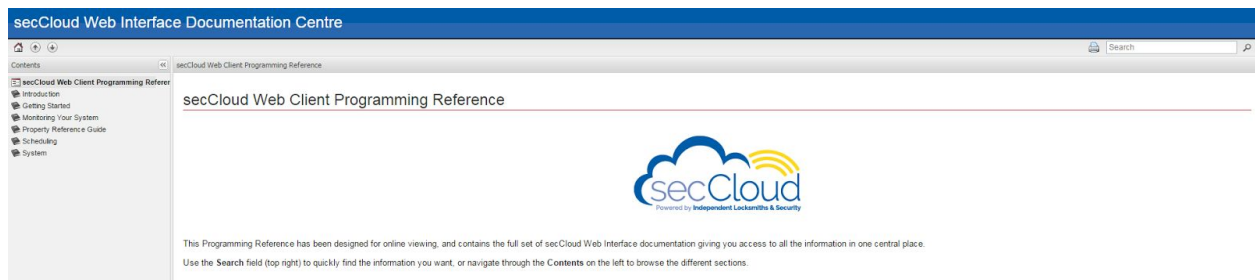 secCloud Web Interface Documentation Centre
Search
Contents
secCloud Web Client Programming Reference
secCloud Web Client Programming Referer
Introduction
Getting Started
Monitoring Your System
Property Reference Guide
Scheduling
System
secCloud Web Client Programming Reference
secCloud
Powered by Independent Locksmiths & Security
This Programming Reference has been designed for online viewing, and contains the full set of secCloud Web Interface documentation giving you access to all the information in one central place.
Use the Search field (top right) to quickly find the information you want, or navigate through the Contents on the left to browse the different sections.